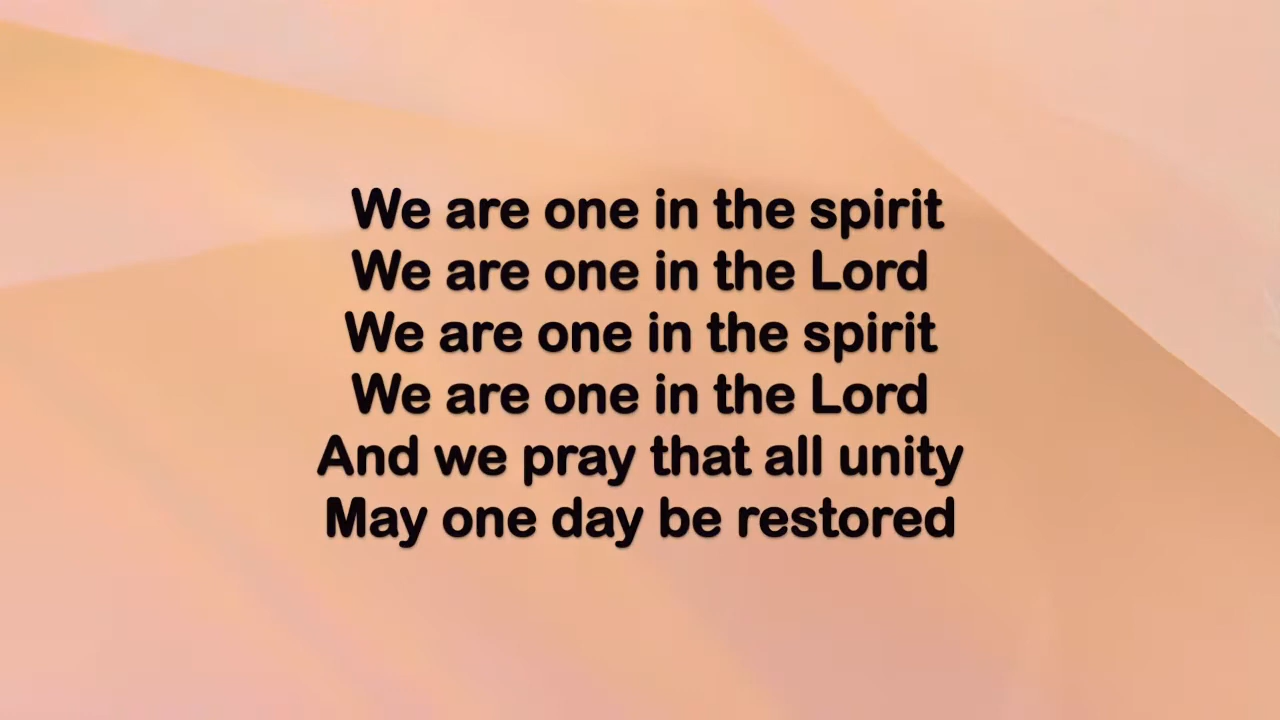 We are one in the spirit
We are one in the Lord
We are one in the spirit
We are one in the Lord
And we pray that all unity
May one day be restored